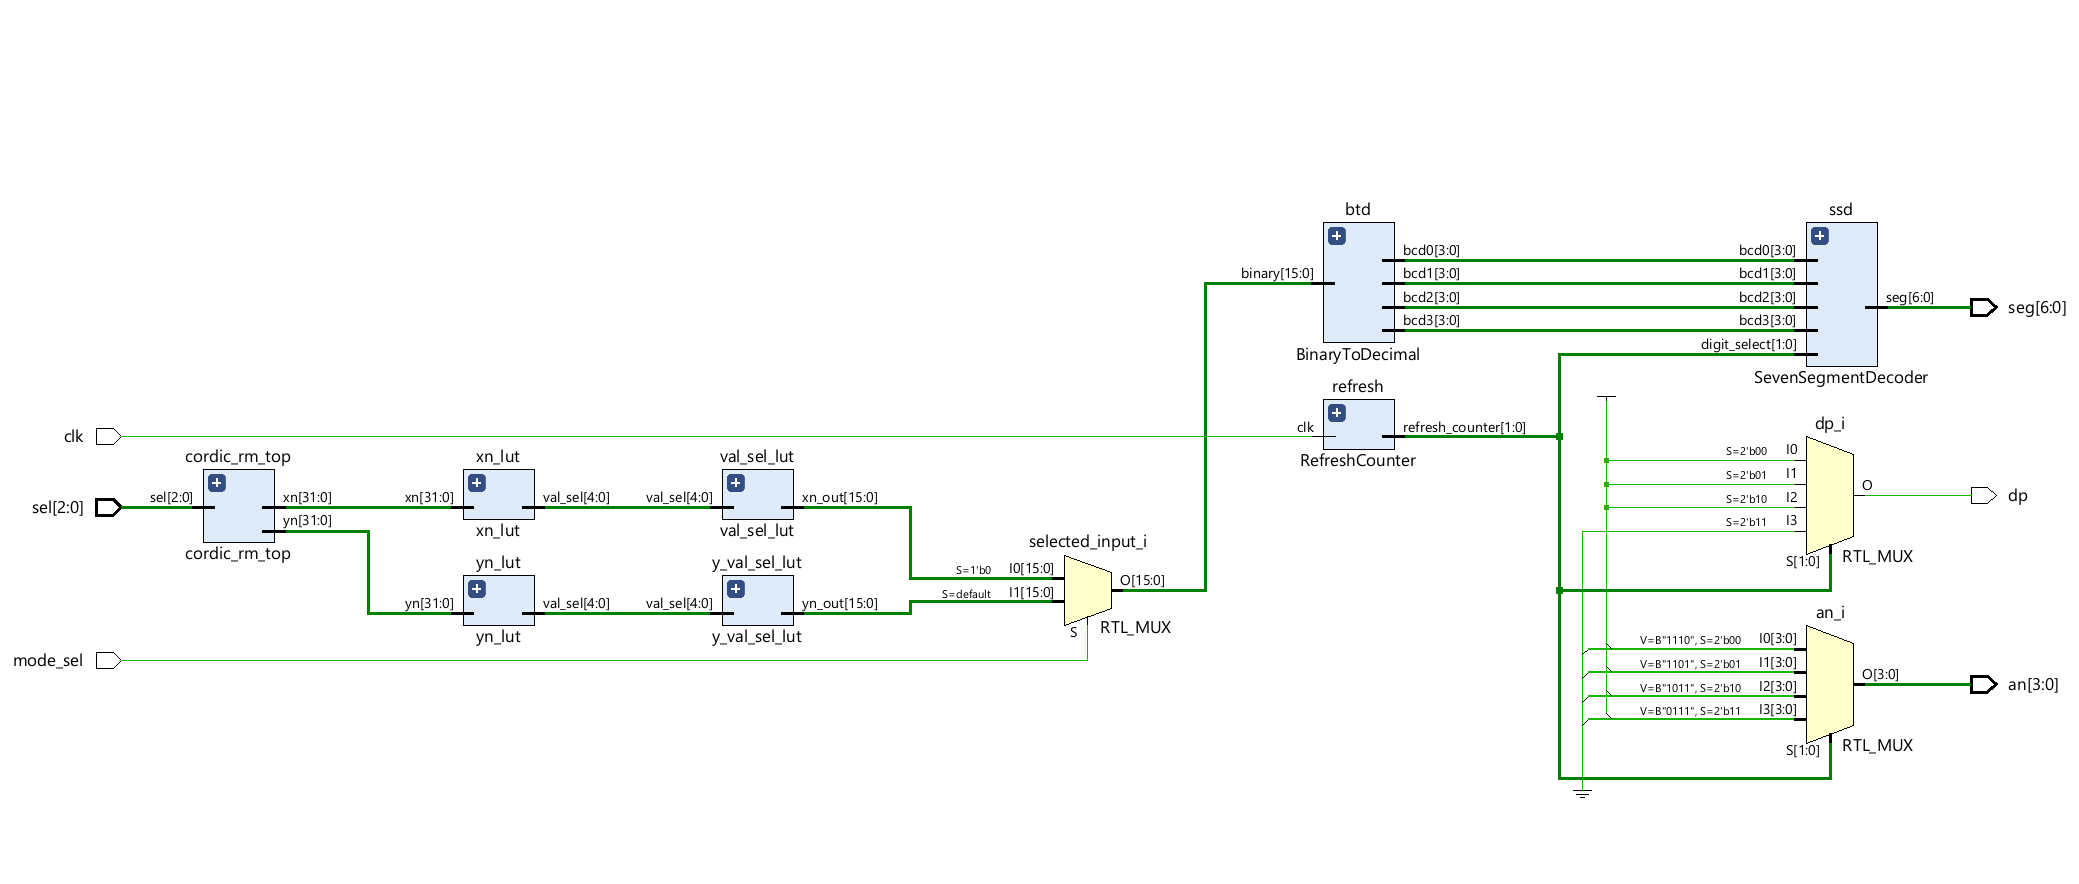 btd
ssd
bcd0[3:0]
bcd0[3:0]
binary[15:0]
bcd1[3:0]
bcd1[3:0]
bcd2[3:0]
bcd2[3:0]
seg[6:0]
seg[6:0]
bcd3[3:0]
bcd3[3:0]
digit_select[1:0]
BinaryToDecimal
SevenSegmentDecoder
refresh
clk
clk
refresh_counter[1:0]
RefreshCounter
dp_i
S=2'b00 I0
S=2'b01 I1
S=2'b10 I2
S=2'b11 I3
O
dp
S[1:0]
RTL_MUX
cordic_rm_top
xn_lut
val_sel_lut
sel[2:0]
sel[2:0]
xn[31:0]
xn[31:0]
val_sel[4:0]
val_sel[4:0]
xn_out[15:0]
yn[31:0]
cordic_rm_top
xn_lut
val_sel_lut
yn_lut
y_val_sel_lut
yn[31:0]
val_sel[4:0]
val_sel[4:0]
yn_out[15:0]
yn_lut
y_val_sel_lut
selected_input_i
S=1'b0 I0[15:0]
S=default I1[15:0]
O[15:0]
S
RTL_MUX
mode_sel
an_i
V=B"1110", S=2'b00 I0[3:0]
V=B"1101", S=2'b01 I1[3:0]
V=B"1011", S=2'b10 I2[3:0]
V=B"0111", S=2'b11 I3[3:0]
O[3:0]
an[3:0]
S[1:0]
RTL_MUX